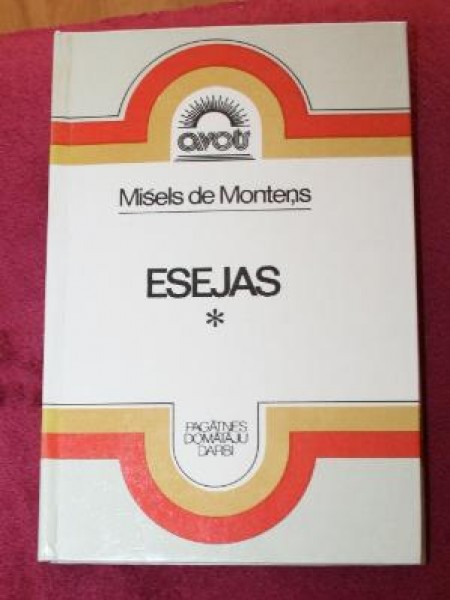 avots
Mišels de Monteņs
ESEJAS
*
PAGĀTNES
DOMĀTĀJU
DARBI